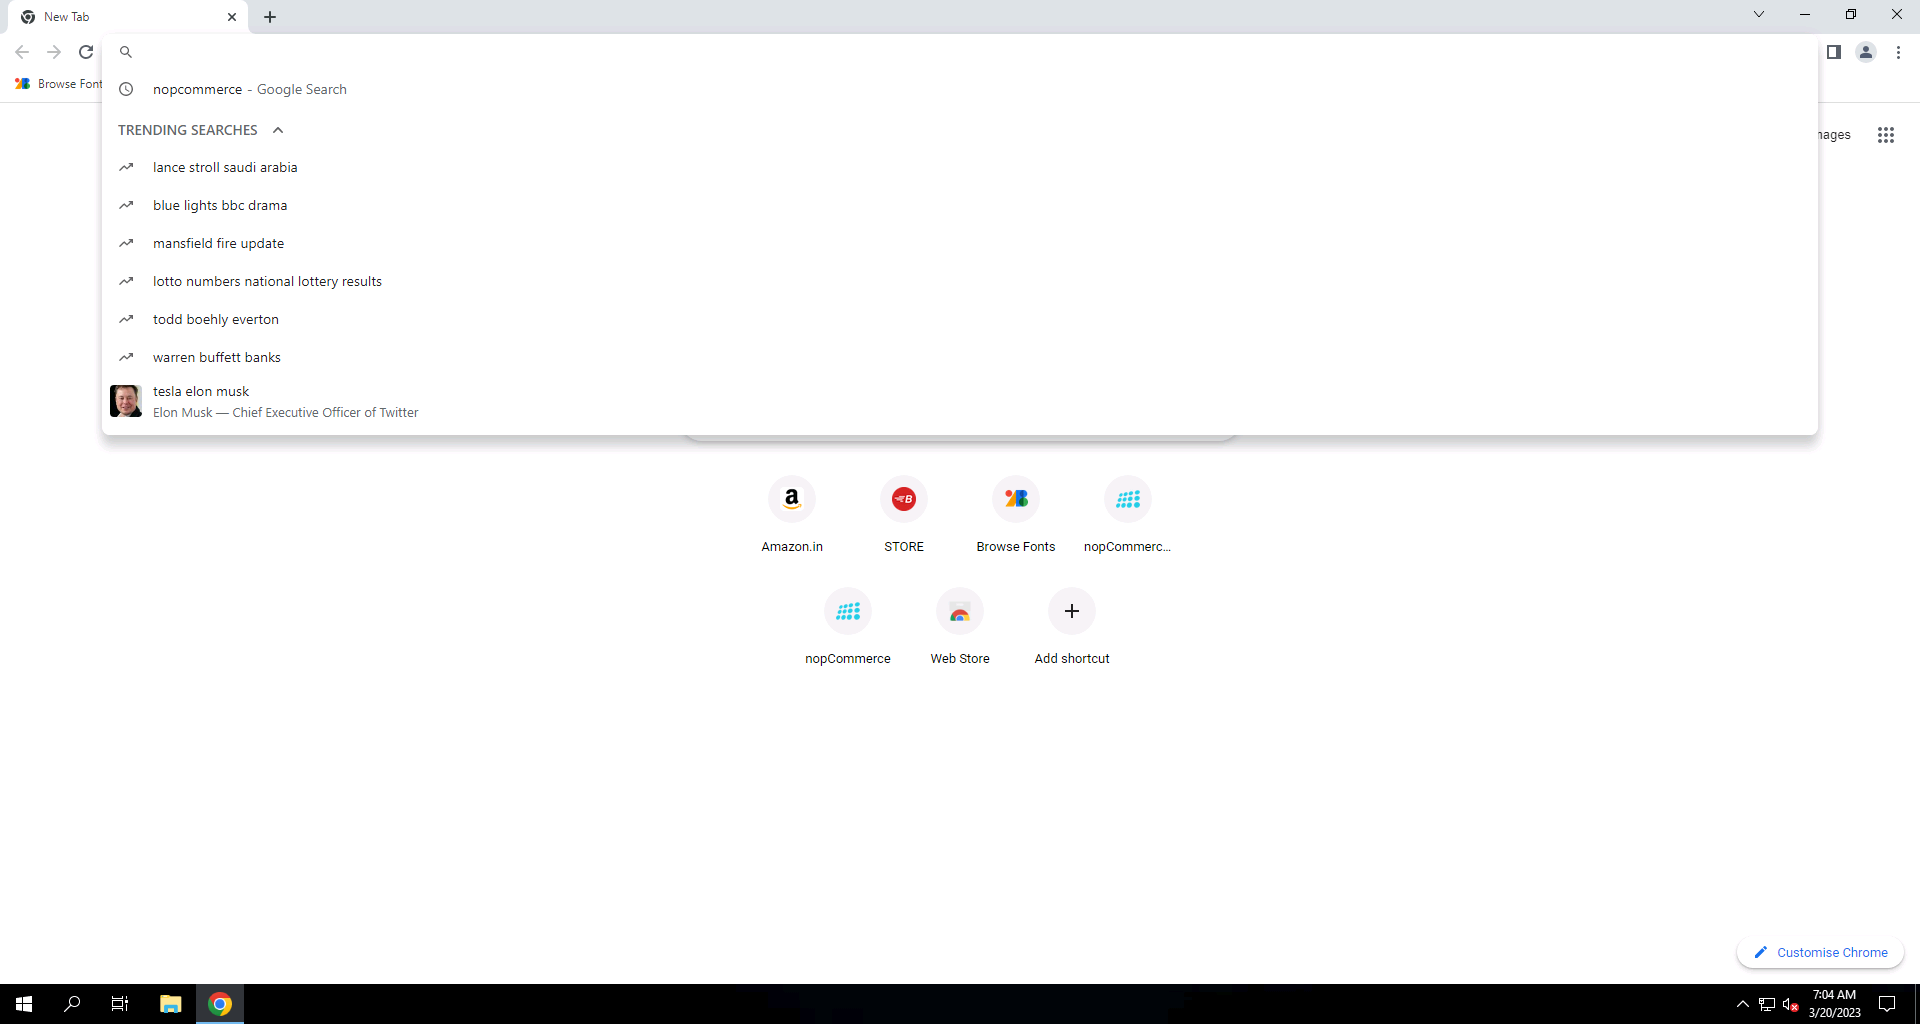 New Tab
Browse Font
nopcommerce - Google Search
TRENDING SEARCHES
lance stroll saudi arabia
blue lights bbc drama
mansfield fire update
lotto numbers national lottery results
todd boehly everton
warren buffett banks
tesla elon musk
Elon Musk — Chief Executive Officer of Twitter
mages
a
B
Amazon.in
STORE
Browse Fonts
nopCommerc...
nopCommerce
Web Store
Add shortcut
Customise Chrome
7:04 AM
3/20/2023